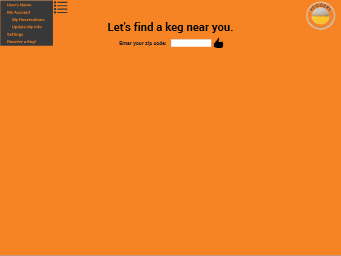 User's Name
My Account
My Reservations
Update My Info
Settings
Reserve a Keg!
Let's find a keg near you.
Enter your zip code: